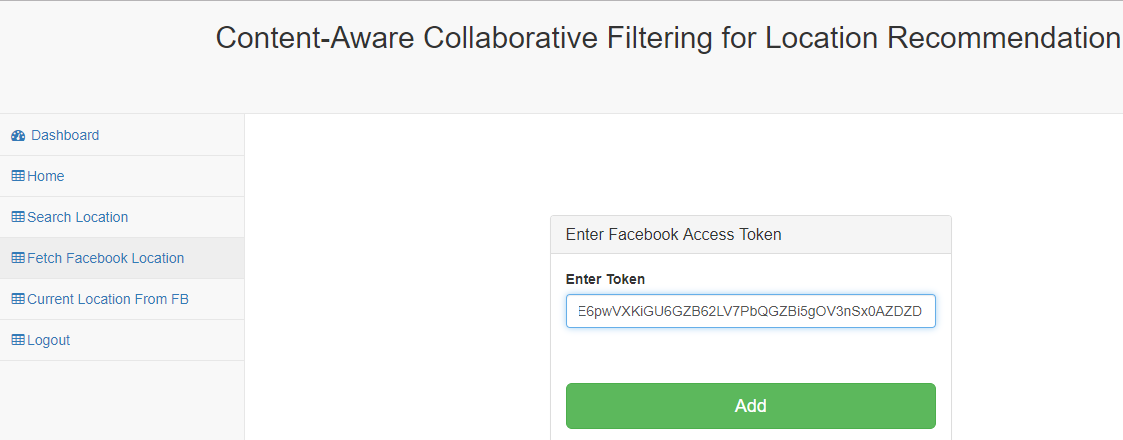 Content-Aware Collaborative Filtering for Location Recommendation
Dashboard
Home
Search Location
Fetch Facebook Location
Current Location From FB
Logout
Enter Facebook Access Token
Enter Token
E6pwVXKiGU6GZB62LV7PbQGZBi5gOV3nSx0AZDZD
Add